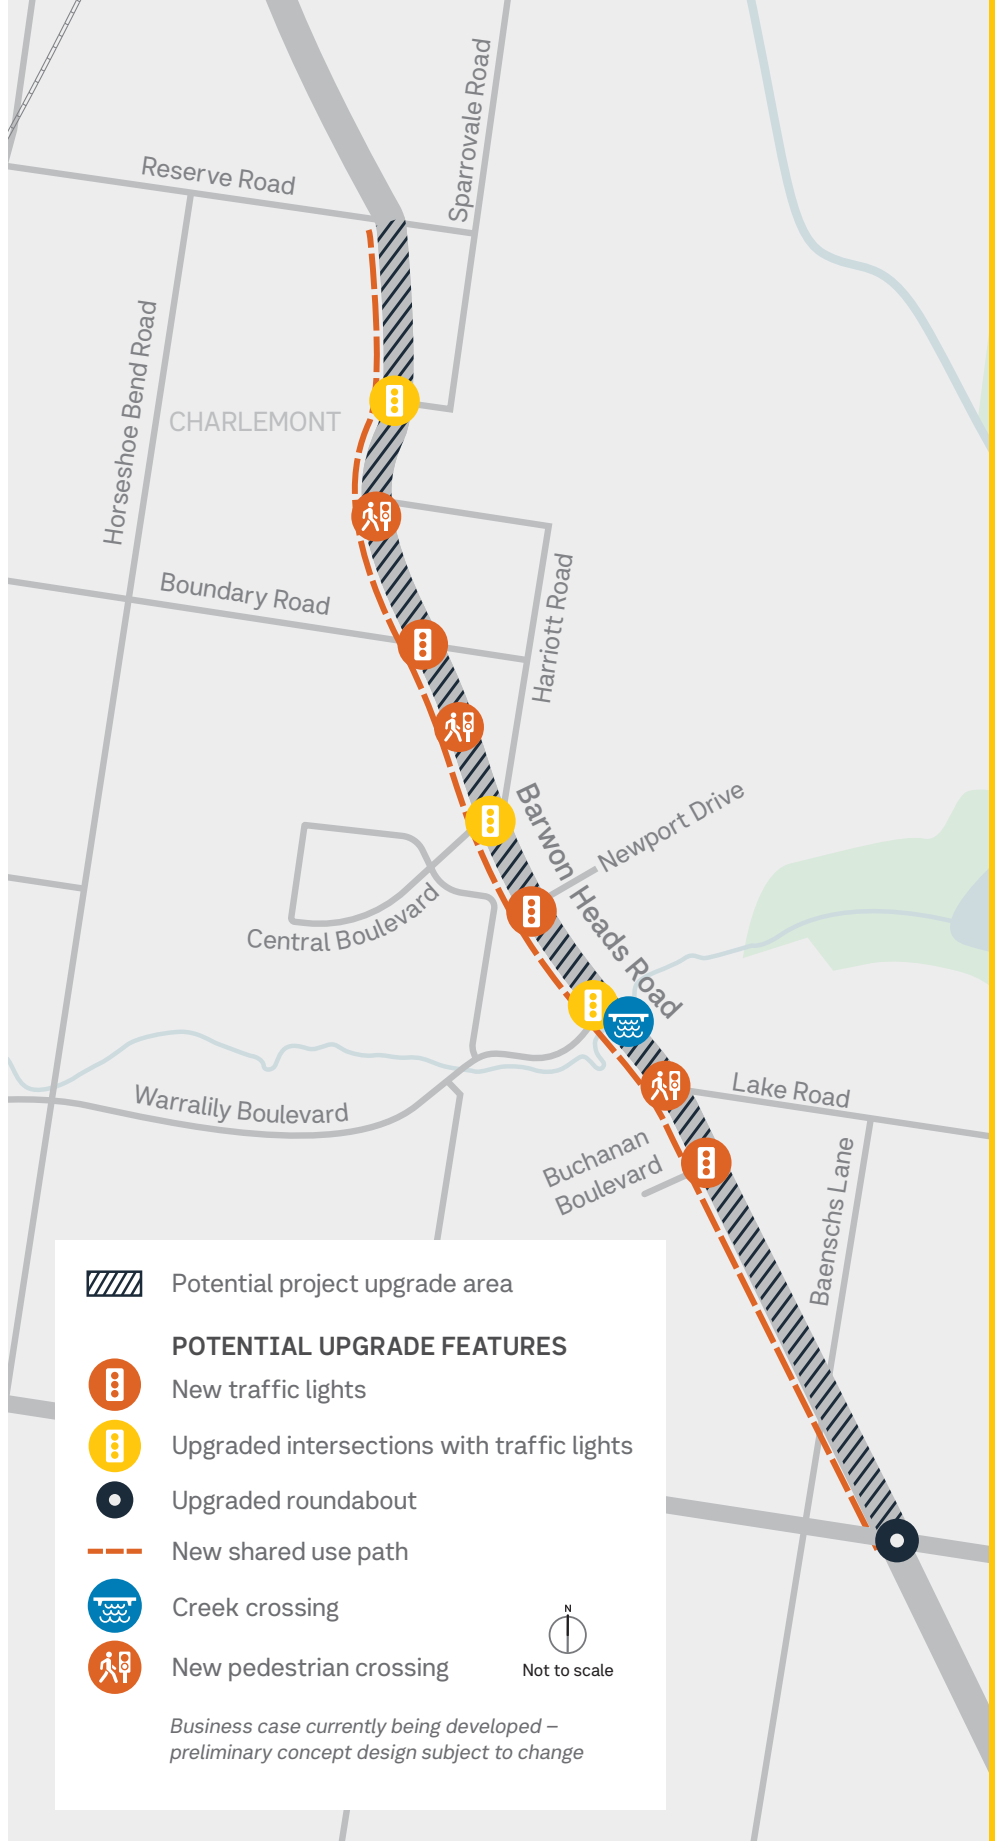 Sparrovale Road
Reserve Road
Horseshoe Bend Road
CHARLEMONT
Boundary Road
Harriott Road
Barwon Heads Road
Newport Drive
Central Boulevard
Warralily Boulevard
Lake Road
Buchanan
Boulevard
Baenschs Lane
Potential project upgrade area
POTENTIAL UPGRADE FEATURES
New traffic lights
Upgraded intersections with traffic lights
Upgraded roundabout
New shared use path
Creek crossing
New pedestrian crossing
N
Not to scale
Business case currently being developed –
preliminary concept design subject to change